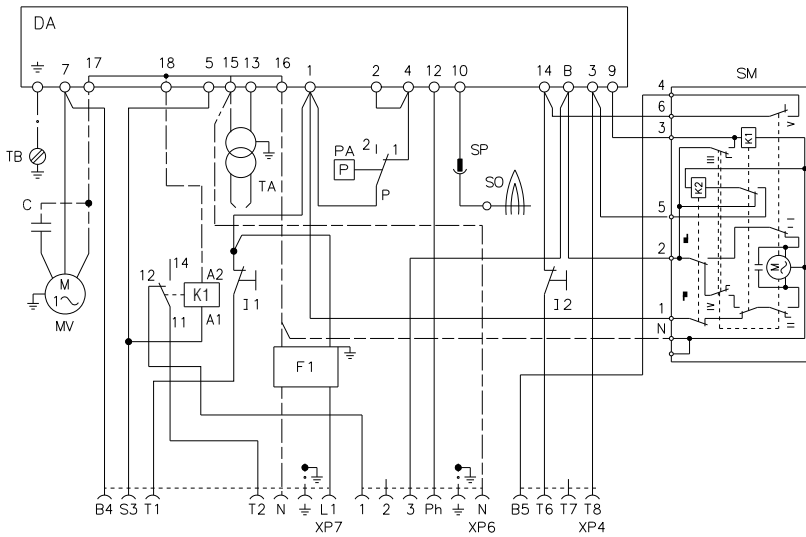 DA
7 17 18 5 15 13 16 1 2 4 12 10 14 B 3 9
SM
4
6
3
5
2
1
N
V
K1
III
K2
I
M
IV
II
TB
C
M
1~
MV
TA
PA
P
2 1
P
SP
SO
14
12
11
A2
K1
A1
I1
I2
F1
B4 S3 T1 T2 N L1 1 2 3 Ph N B5 T6 T7 T8
XP7 XP6 XP4